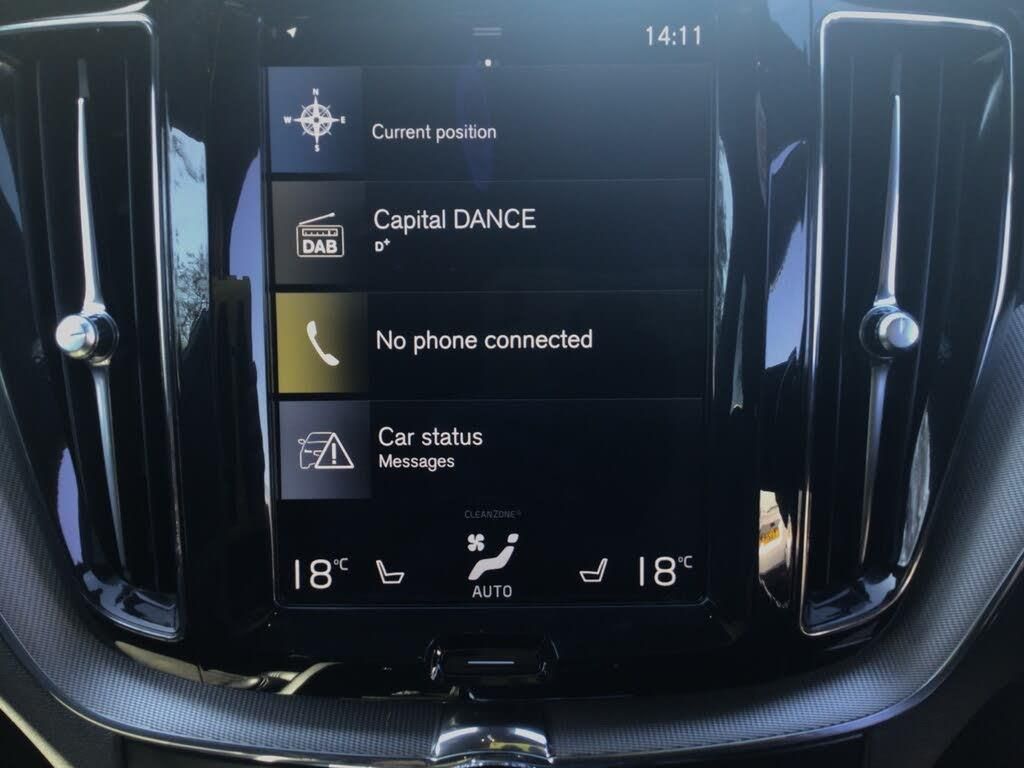 14:11
N
W E
S
Current position
DAB
Capital DANCE
D+
No phone connected
Car status
Messages
CLEANZONE
18°C
18°C
AUTO